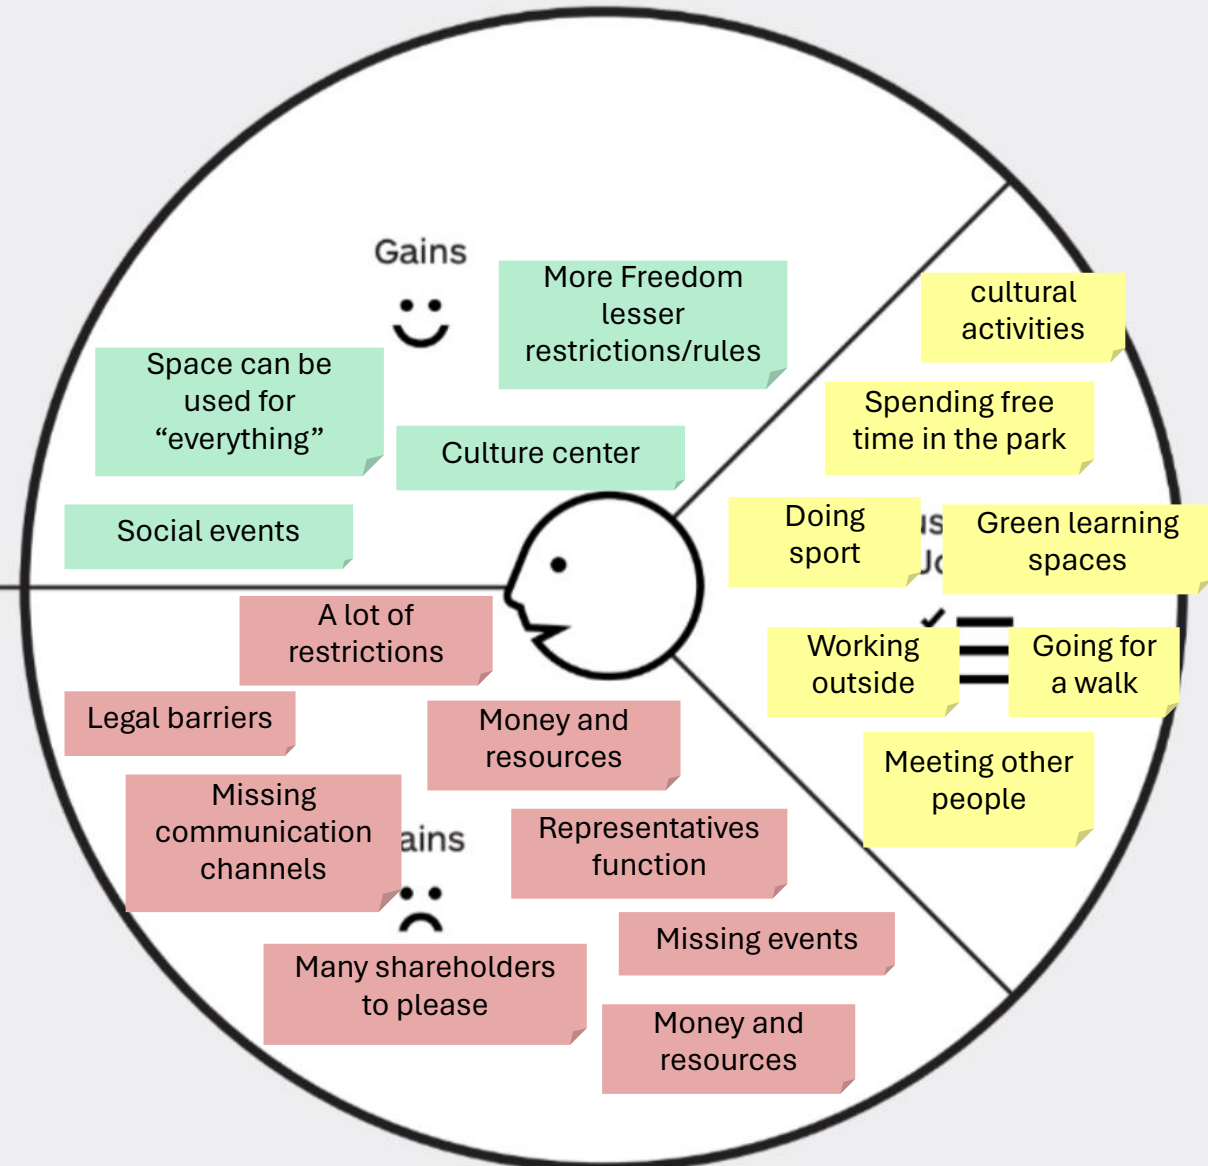 Gains
More Freedom
lesser
restrictions/rules
Space can be
used for
“everything”
Culture center
Social events
cultural
activities
Spending free
time in the park
Doing
sport
us
Jo
Green learning
spaces
Working
outside
Going for
a walk
Meeting other
people
A lot of
restrictions
Legal barriers
Money and
resources
Missing
communication
channels
ains
Representatives
function
Missing events
Many shareholders
to please
Money and
resources